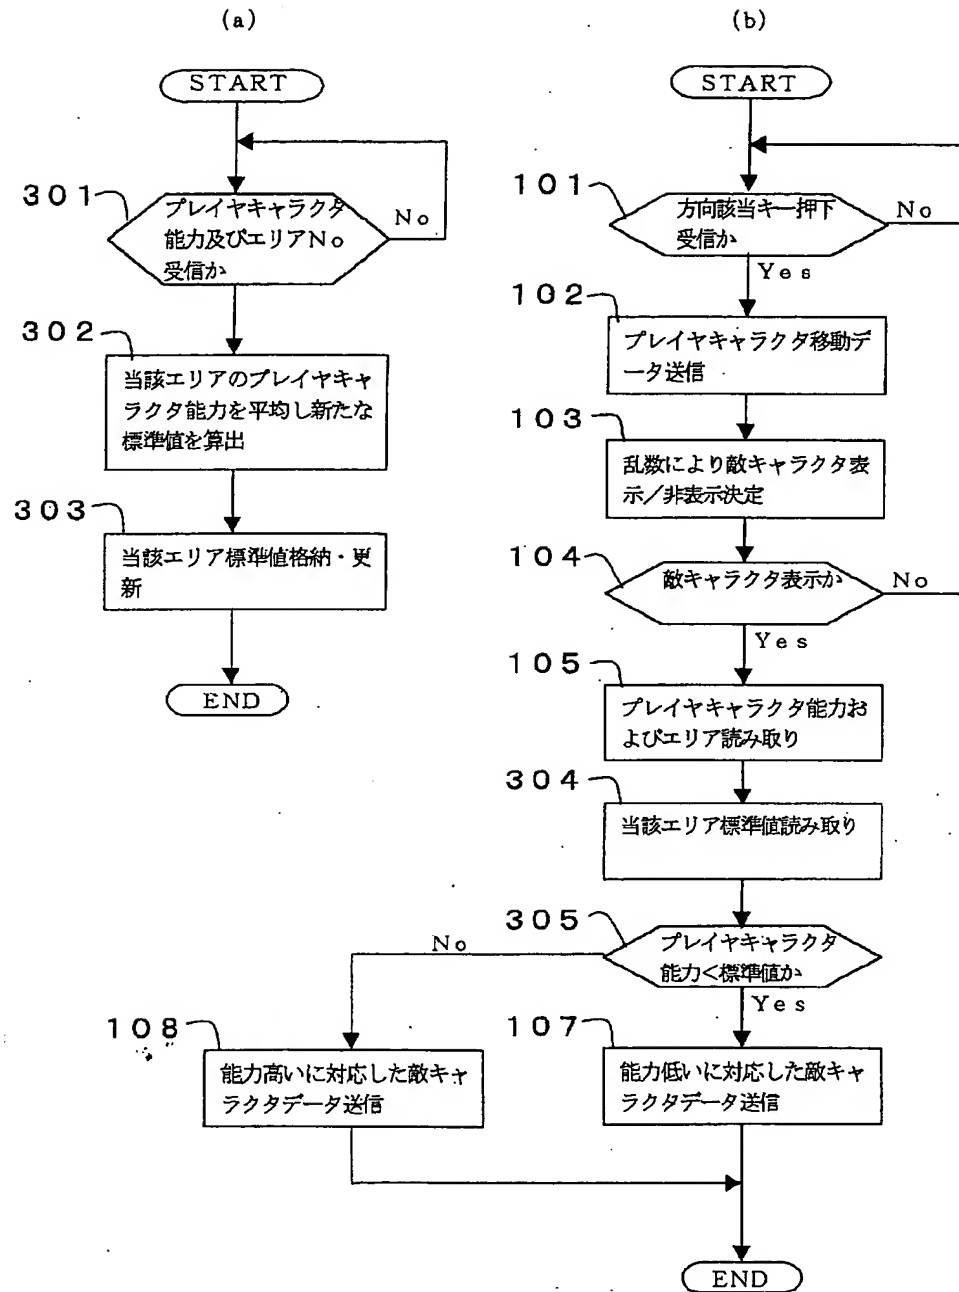 (a)
START
301
プレイヤキャラクタ
能力及びエリアNo
受信か
No
302
当該エリアのプレイヤキャ
ラクタ能力を平均し新たな
標準値を算出
303
当該エリア標準値格納・更
新
END
(b)
START
101
方向該当キー押下
受信か
No
Yes
102
プレイヤキャラクタ移動デ
ータ送信
103
乱数により敵キャラクタ表
示/非表示決定
104
敵キャラクタ表示か
No
Yes
105
プレイヤキャラクタ能力お
よびエリア読み取り
304
当該エリア標準値読み取り
305
プレイヤキャラクタ
能力<標準値か
No
Yes
108
能力高いに対応した敵キャ
ラクタデータ送信
107
能力低いに対応した敵キャ
ラクタデータ送信
END